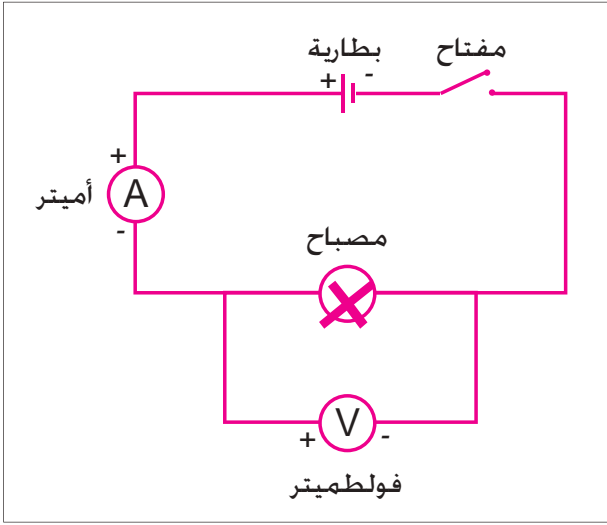 مفتاح
بطارية
+ -
+
أميتر A
-
مصباح
+ V -
فولطميتر